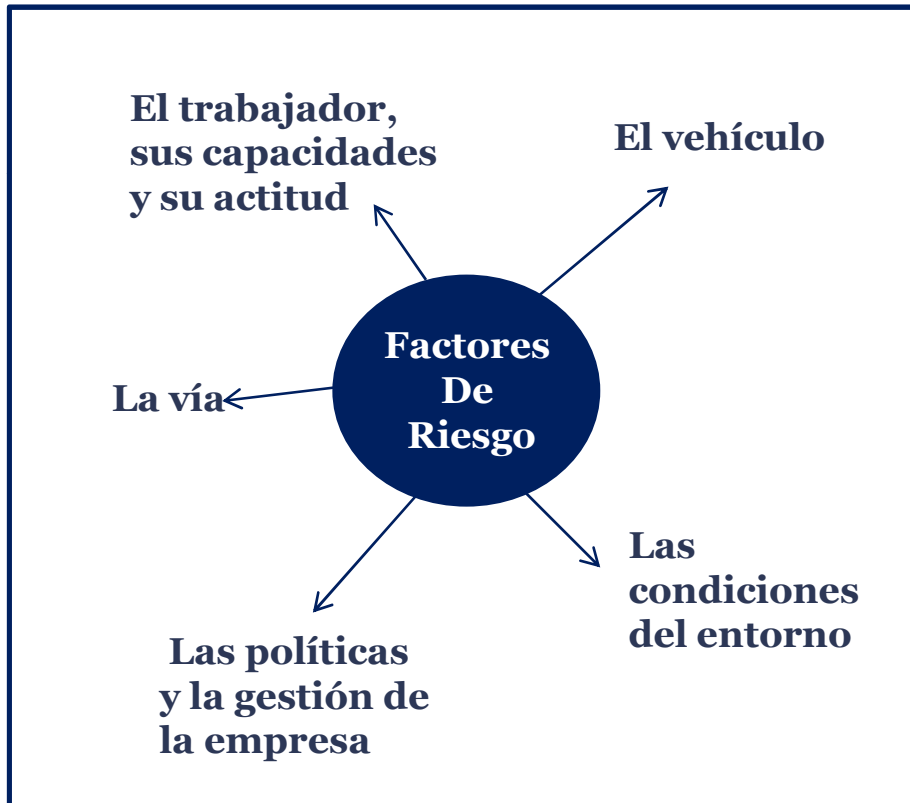 El trabajador,
sus capacidades
y su actitud
El vehículo
Factores
De
Riesgo
La vía
Las
condiciones
del entorno
Las políticas
y la gestión de
la empresa